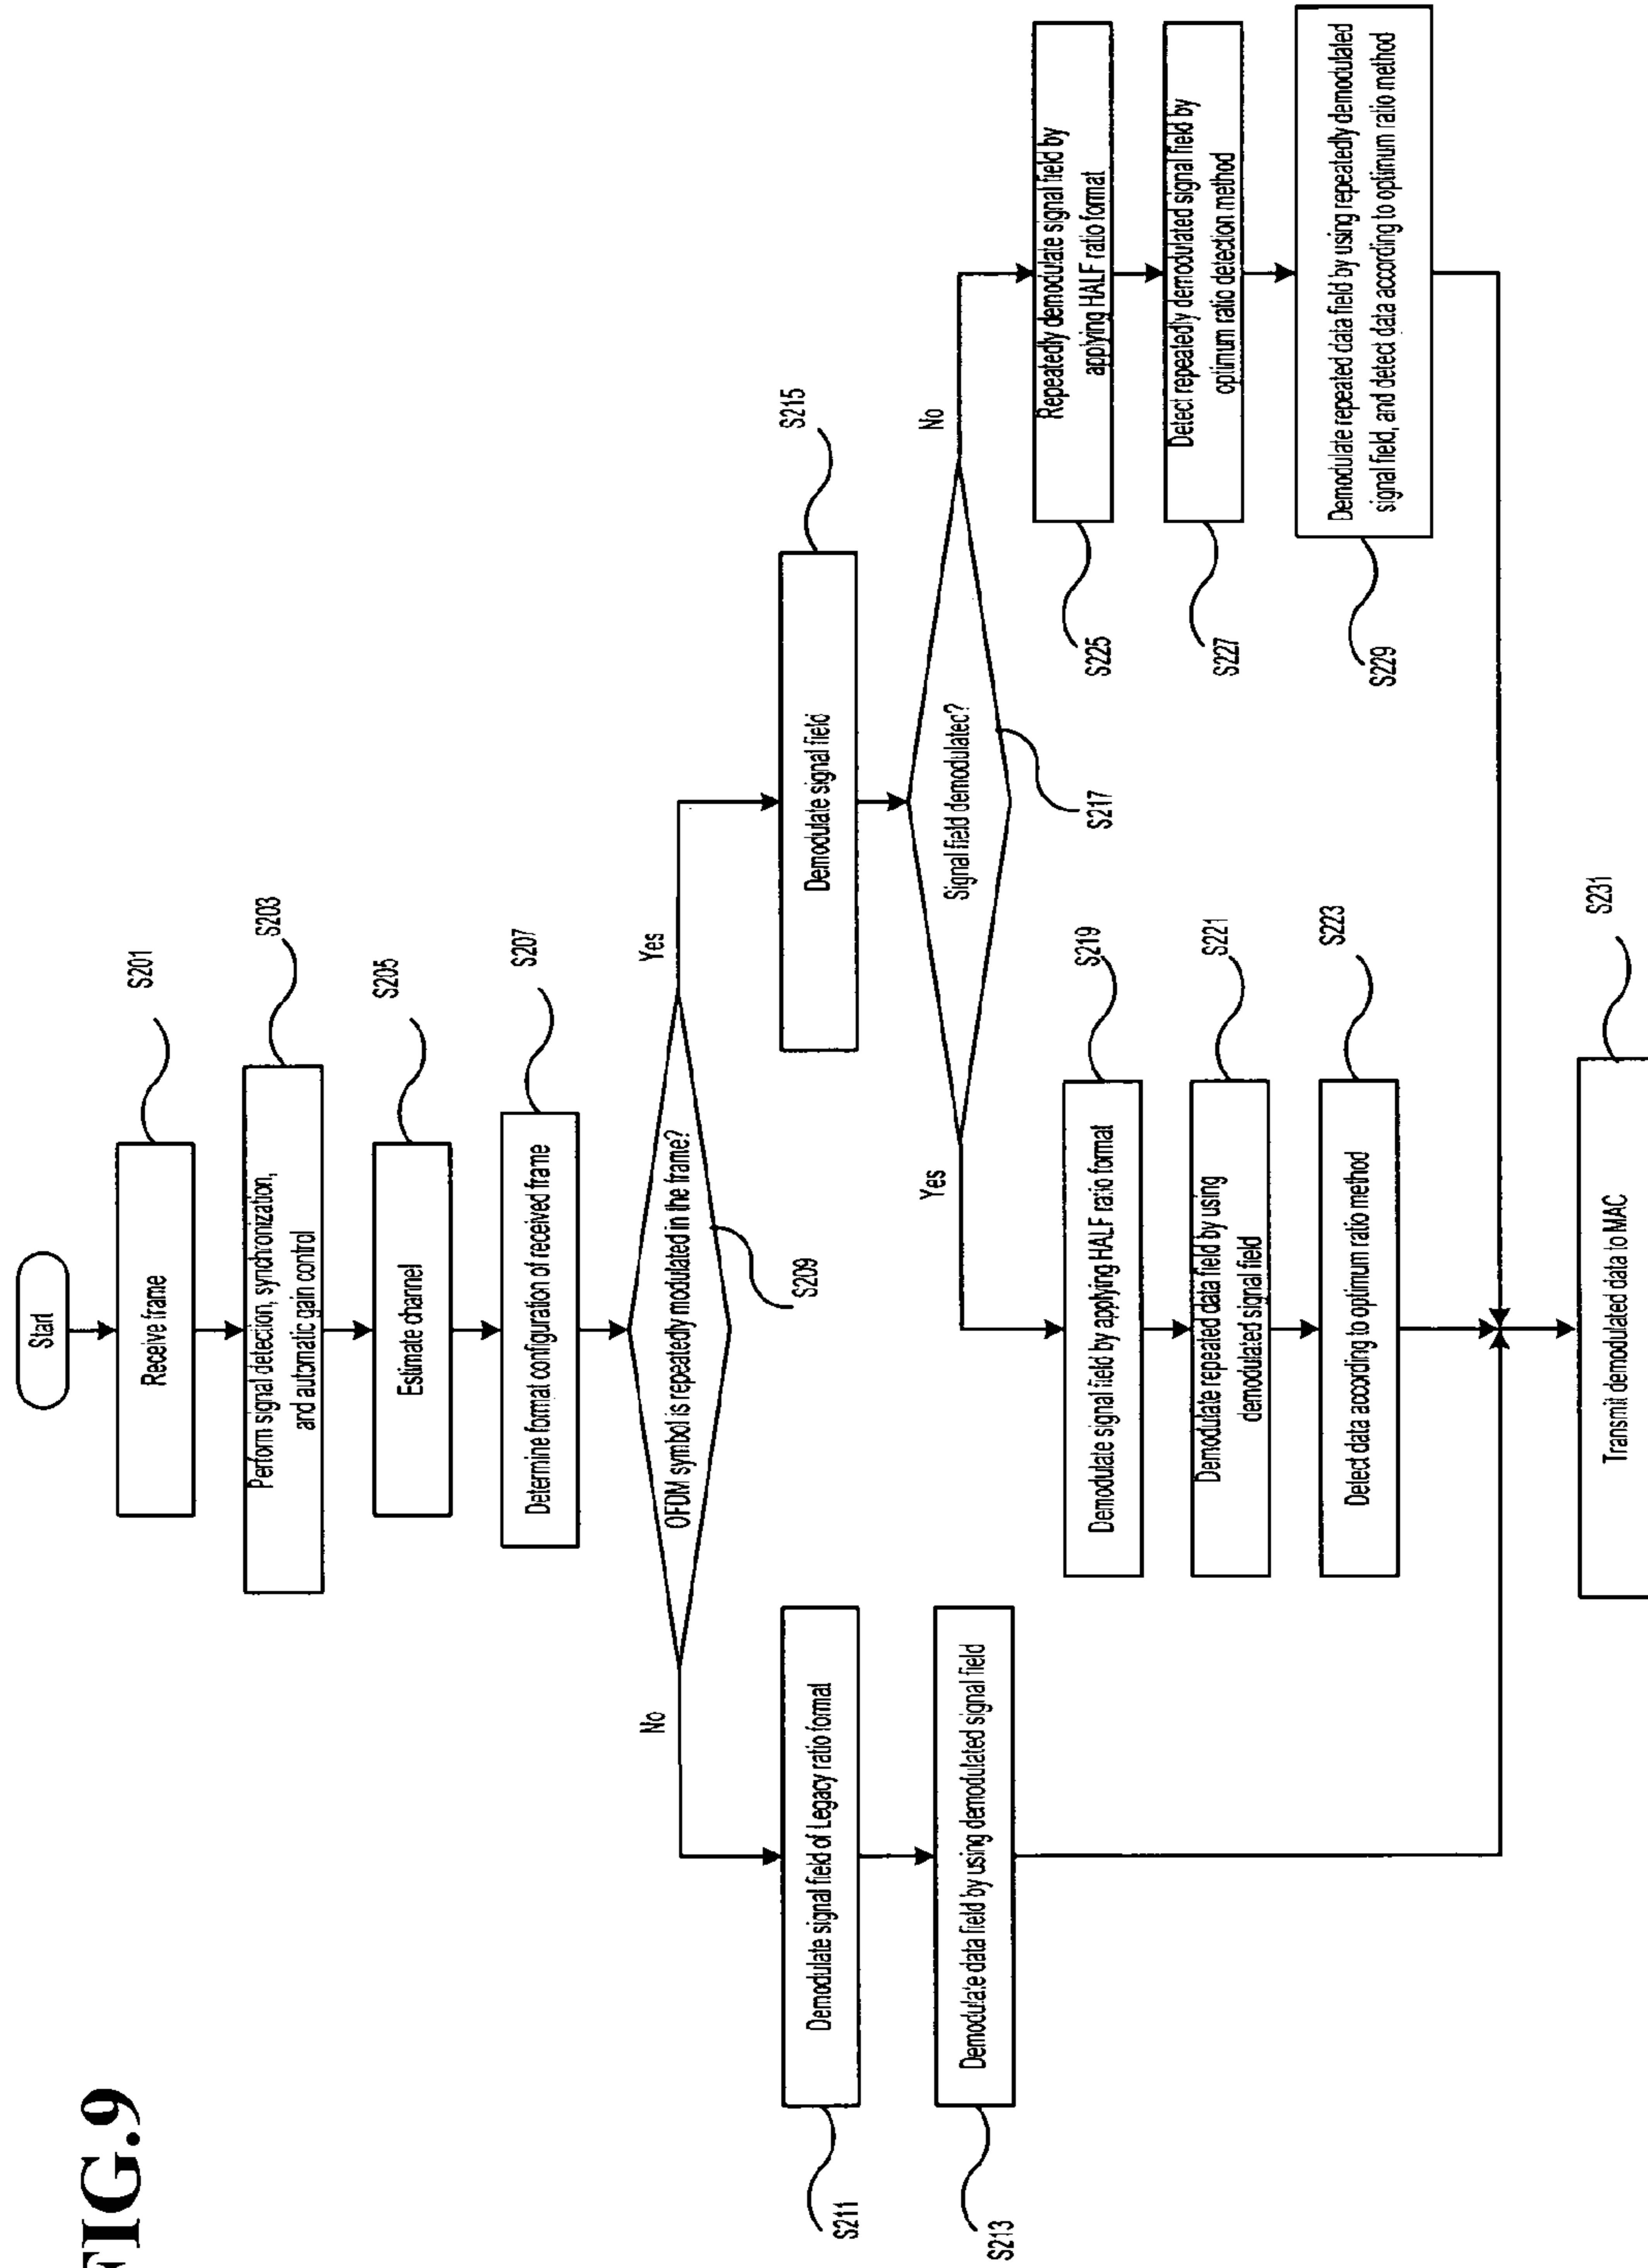 FIG.9
Start
Receive frame
S201
Perform signal detection, synchronization,
and automatic gain control
S203
Estimate channel
S205
Determine format configuration of received frame
S207
OFDM symbol is repeatedly modulated in the frame?
S209
No
Yes
Demodulate signal field of Legacy ratio format
S211
Demodulate data field by using demodulated signal field
S213
Demodulate signal field
S215
Signal field demodulated?
S217
Yes
No
Demodulate signal field by applying HALF ratio format
S219
Demodulate repeated data field by using
demodulated signal field
S221
Detect data according to optimum ratio method
S223
Repeatedly demodulate signal field by
applying HALF ratio format
S225
Detect repeatedly demodulated signal field by
optimum ratio detection method
S227
Demodulate repeated data field by using repeatedly demodulated
signal field, and detect data according to optimum ratio method
S229
Transmit demodulated data to MAC
S231